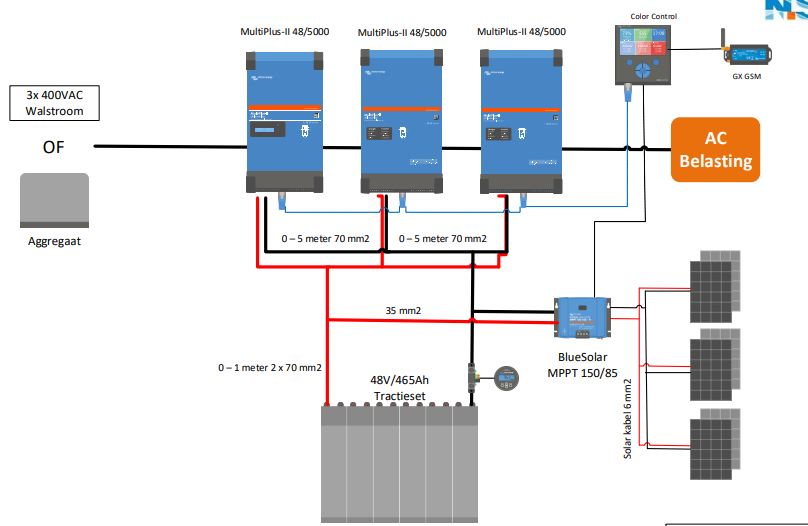 Color Control
MultiPlus-II 48/5000
MultiPlus-II 48/5000
MultiPlus-II 48/5000
GX GSM
3x 400VAC
Walstroom
OF
AC
Belasting
Aggregaat
0 – 5 meter 70 mm2
0 – 5 meter 70 mm2
35 mm2
BlueSolar
MPPT 150/85
0 – 1 meter 2 x 70 mm2
48V/465Ah
Tractieset
Solar kabel 6 mm2